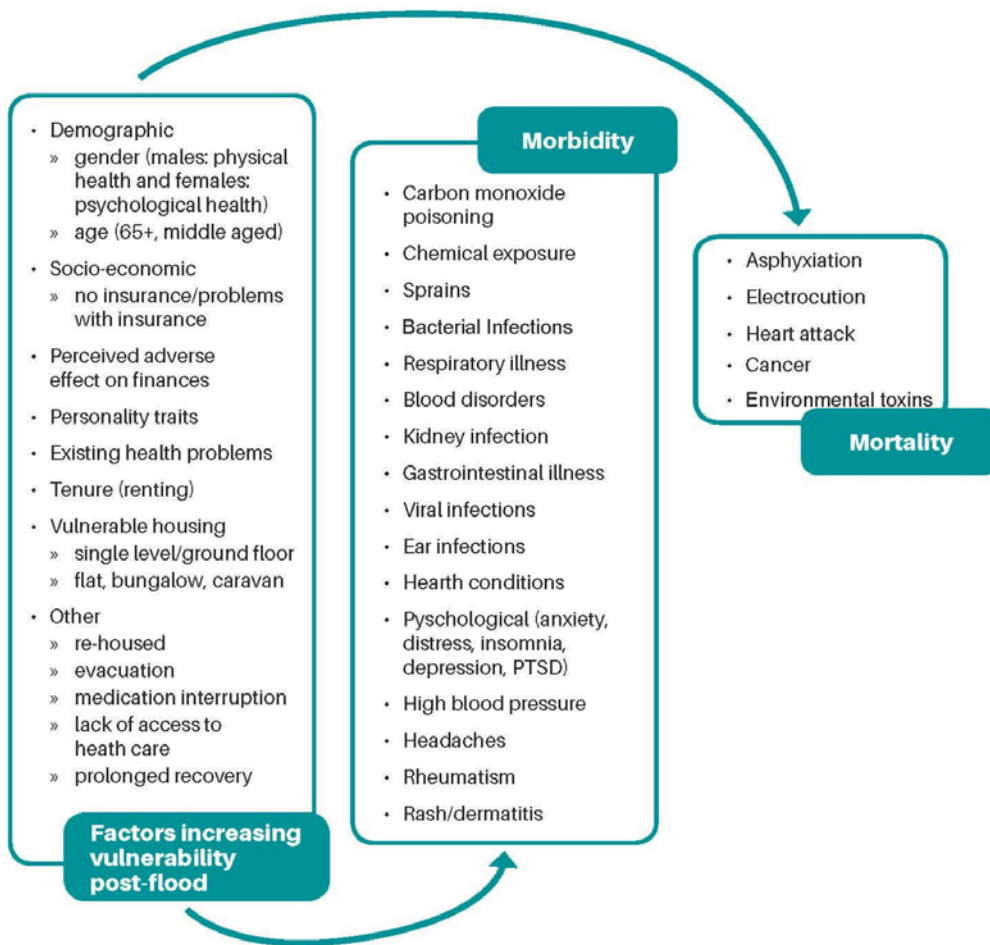 • Demographic
» gender (males: physical
health and females:
psychological health)
» age (65+, middle aged)
• Socio-economic
» no insurance/problems
with insurance
• Perceived adverse
effect on finances
• Personality traits
• Existing health problems
• Tenure (renting)
• Vulnerable housing
» single level/ground floor
» flat, bungalow, caravan
• Other
» re-housed
» evacuation
» medication interruption
» lack of access to
heath care
» prolonged recovery
Factors increasing
vulnerability
post-flood
Morbidity
• Carbon monoxide
poisoning
• Chemical exposure
• Sprains
• Bacterial Infections
• Respiratory illness
• Blood disorders
• Kidney infection
• Gastrointestinal illness
• Viral infections
• Ear infections
• Hearth conditions
• Pyschological (anxiety,
distress, insomnia,
depression, PTSD)
• High blood pressure
• Headaches
• Rheumatism
• Rash/dermatitis
• Asphyxiation
• Electrocution
• Heart attack
• Cancer
• Environmental toxins
Mortality